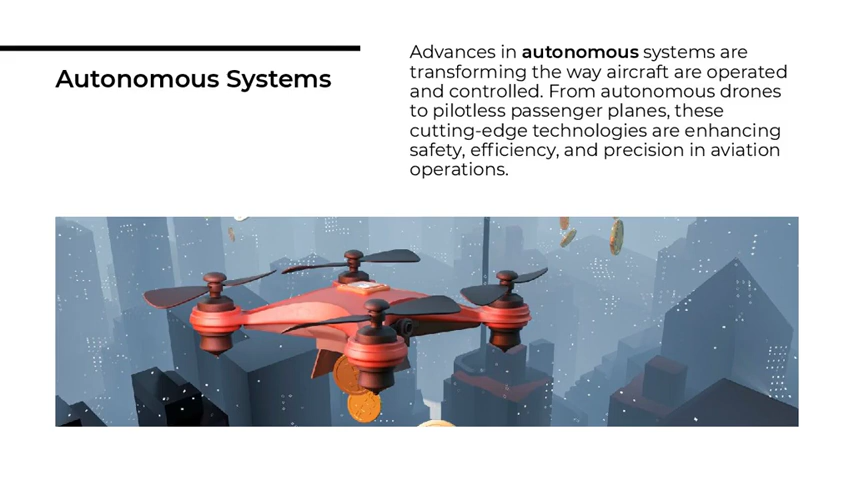 Autonomous Systems
Advances in autonomous systems are
transforming the way aircraft are operated
and controlled. From autonomous drones
to pilotless passenger planes, these
cutting-edge technologies are enhancing
safety, efficiency, and precision in aviation
operations.